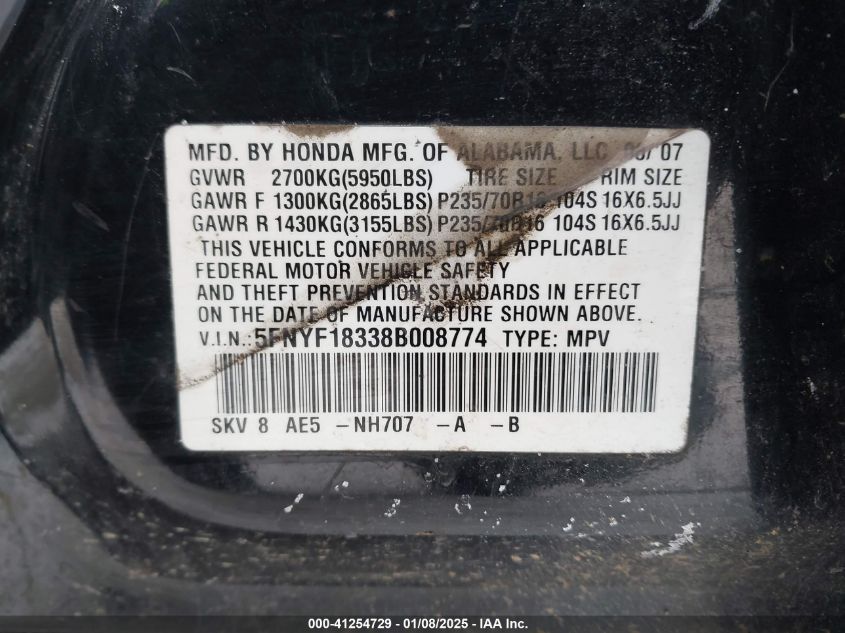 MFD. BY HONDA MFG. OF ALABAMA, LLC /07
GVWR 2700KG(5950LBS) TIRE SIZE RIM SIZE
GAWR F 1300KG(2865LBS) P235/70R16 104S 16X6.5JJ
GAWR R 1430KG(3155LBS) P235/70R16 104S 16X6.5JJ
THIS VEHICLE CONFORMS TO ALL APPLICABLE
FEDERAL MOTOR VEHICLE SAFETY
AND THEFT PREVENTION STANDARDS IN EFFECT
ON THE DATE OF MANUFACTURE SHOWN ABOVE.
V.I.N.: 5FNYF18338B008774 TYPE: MPV
SKV 8 AE5 -NH707 -A -B
000-41254729 - 01/08/2025 - IAA Inc.